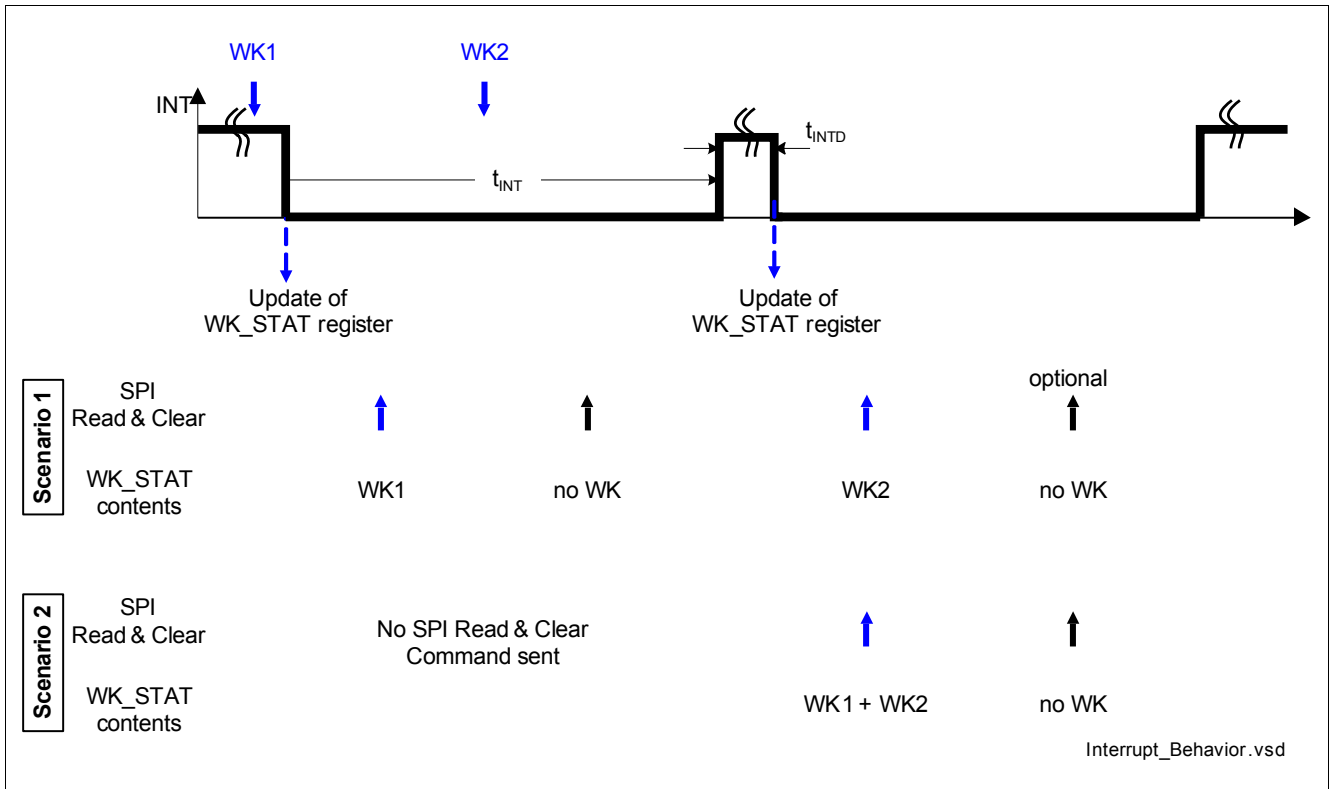 WK1 WK2
INT
tINTD
tINT
Update of
WK_STAT register
Update of
WK_STAT register
Scenario 1
SPI
Read & Clear
optional
WK_STAT
contents
WK1 no WK WK2 no WK
Scenario 2
SPI
Read & Clear
No SPI Read & Clear
Command sent
WK_STAT
contents
WK1 + WK2 no WK
Interrupt_Behavior.vsd